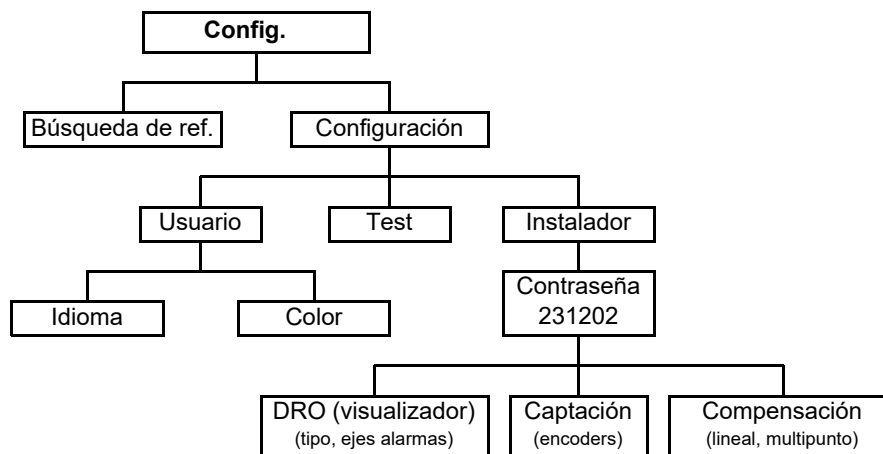 Config.
Búsqueda de ref.
Configuración
Usuario
Test
Instalador
Idioma
Color
Contraseña
231202
DRO (visualizador)
(tipo, ejes alarmas)
Captación
(encoders)
Compensación
(lineal, multipunto)